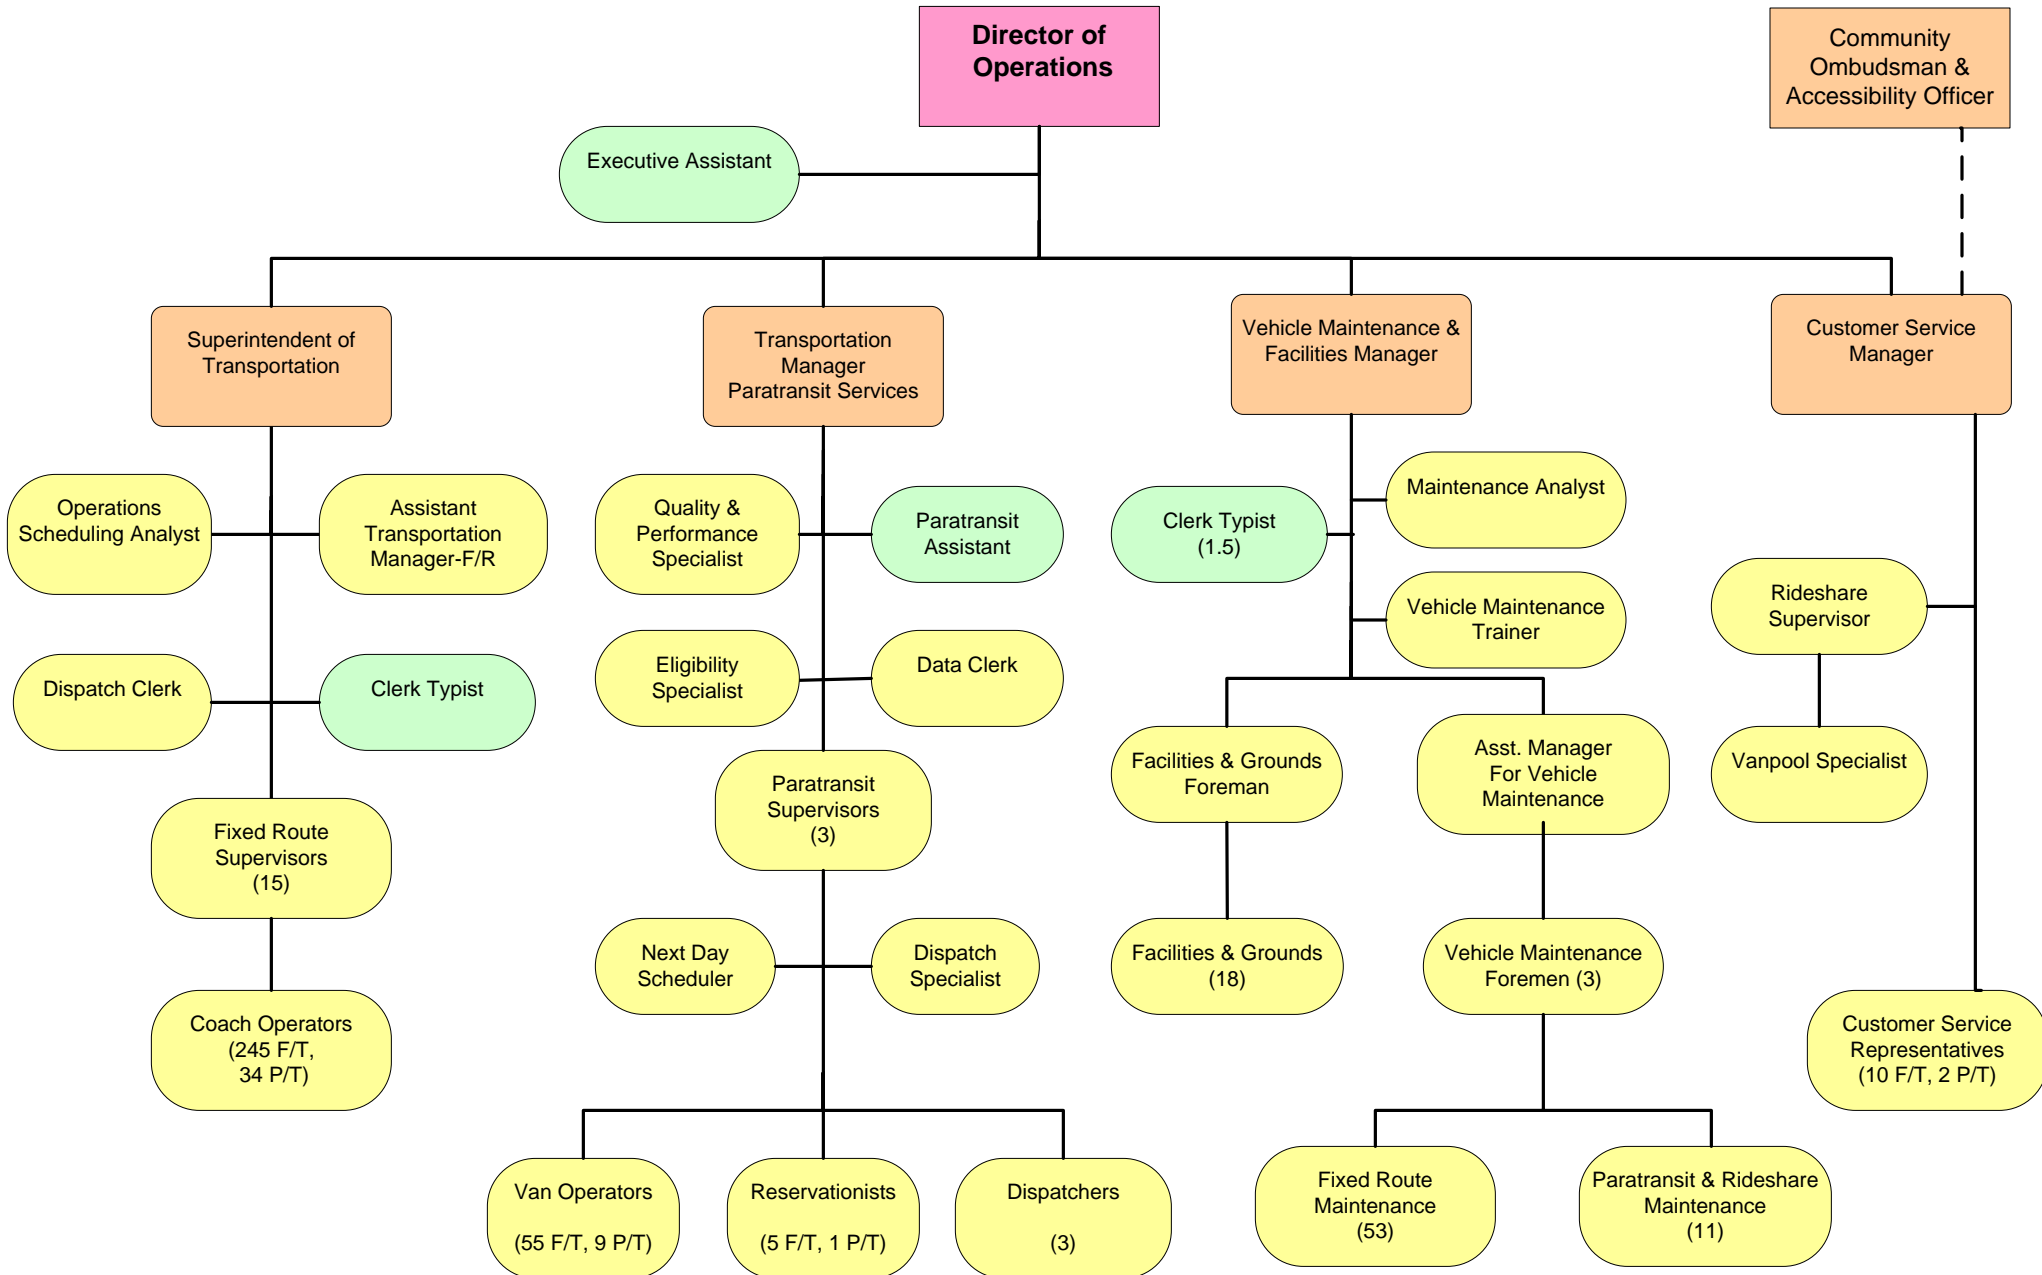 Director of
Operations
Community
Ombudsman &
Accessibility Officer
Executive Assistant
Superintendent of
Transportation
Transportation
Manager
Paratransit Services
Vehicle Maintenance &
Facilities Manager
Customer Service
Manager
Operations
Scheduling Analyst
Assistant
Transportation
Manager-F/R
Quality &
Performance
Specialist
Paratransit
Assistant
Clerk Typist
(1.5)
Maintenance Analyst
Vehicle Maintenance
Trainer
Rideshare
Supervisor
Dispatch Clerk
Clerk Typist
Eligibility
Specialist
Data Clerk
Facilities & Grounds
Foreman
Asst. Manager
For Vehicle
Maintenance
Vanpool Specialist
Paratransit
Supervisors
(3)
Fixed Route
Supervisors
(15)
Next Day
Scheduler
Dispatch
Specialist
Facilities & Grounds
(18)
Vehicle Maintenance
Foremen (3)
Coach Operators
(245 F/T,
34 P/T)
Customer Service
Representatives
(10 F/T, 2 P/T)
Van Operators
(55 F/T, 9 P/T)
Reservationists
(5 F/T, 1 P/T)
Dispatchers
(3)
Fixed Route
Maintenance
(53)
Paratransit & Rideshare
Maintenance
(11)